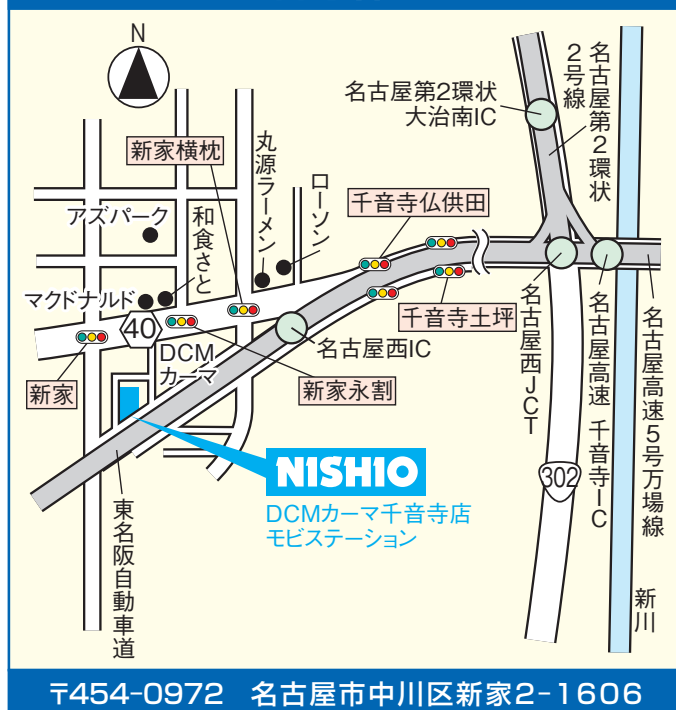 N
名古屋第2環状
大治南IC
名古屋第2環状
2号線
新家横枕
丸源ラーメン
ローソン
千音寺仏供田
アズパーク
和食さと
マクドナルド
40
DCM
カーマ
名古屋西IC
千音寺土坪
新家
新家永割
名古屋西JCT
名古屋高速 千音寺IC
名古屋高速5号万場線
302
NISHIO
DCMカーマ千音寺店
モビステーション
東名阪自動車道
新川
〒454-0972 名古屋市中川区新家2-1606